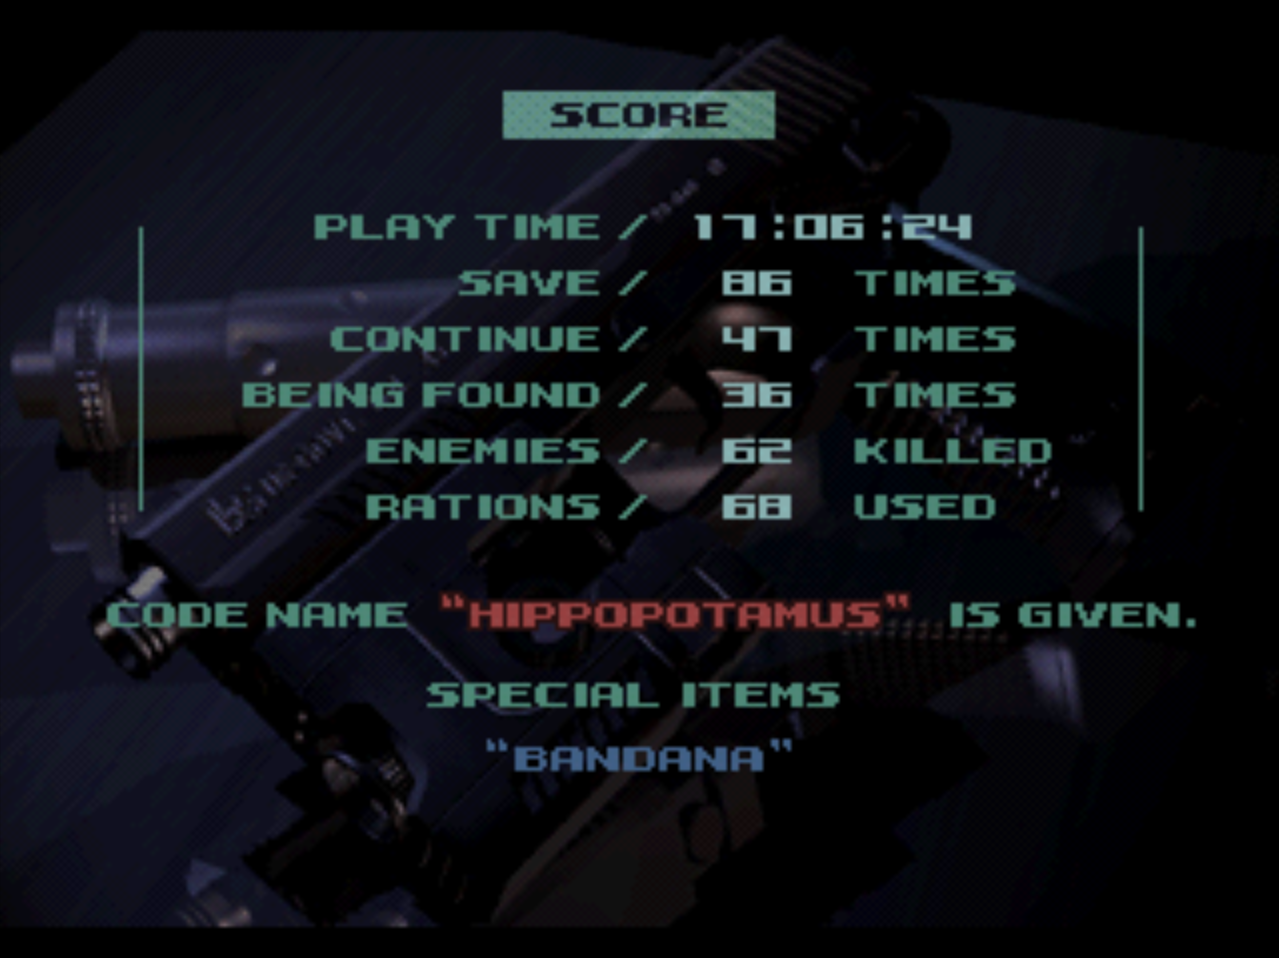 SCORE
PLAY TIME / 17:06:24
SAVE / 86 TIMES
CONTINUE / 47 TIMES
BEING FOUND / 36 TIMES
ENEMIES / 62 KILLED
RATIONS / 68 USED
CODE NAME "HIPPOPOTAMUS" IS GIVEN.
SPECIAL ITEMS
"BANDANA"